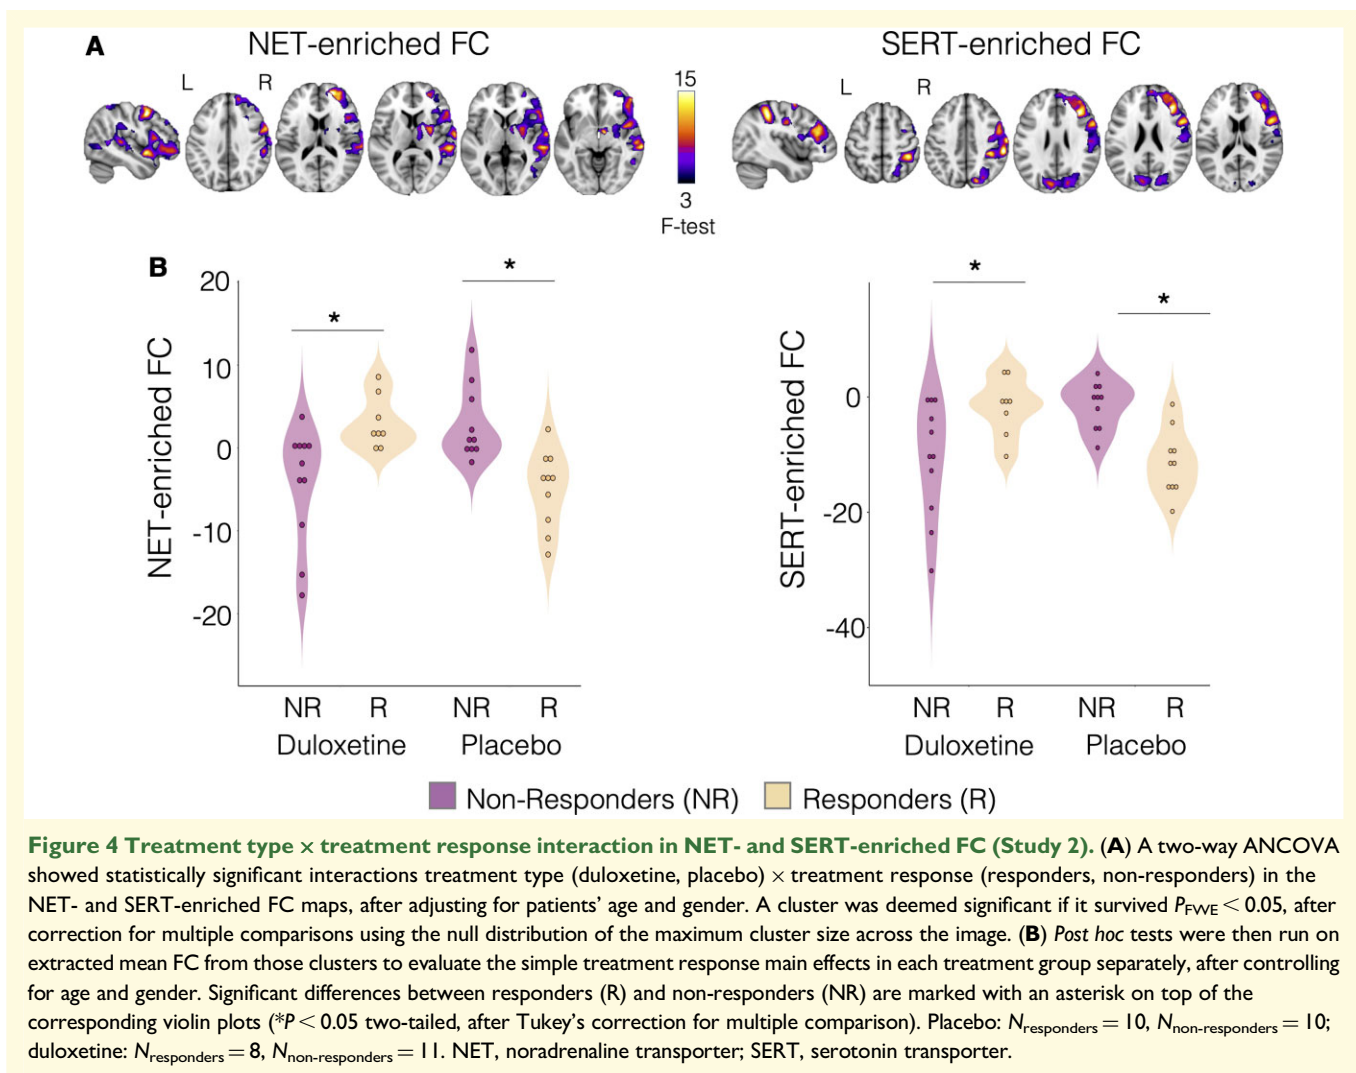 A
NET-enriched FC
SERT-enriched FC
L
R
15
3
F-test
L
R
B
20
10
0
-10
-20
NET-enriched FC
*
*
NR
R
NR
R
Duloxetine
Placebo
0
-20
-40
SERT-enriched FC
*
*
NR
R
NR
R
Duloxetine
Placebo
Non-Responders (NR)
Responders (R)
Figure 4 Treatment type × treatment response interaction in NET- and SERT-enriched FC (Study 2). (A) A two-way ANCOVA
showed statistically significant interactions treatment type (duloxetine, placebo) × treatment response (responders, non-responders) in the
NET- and SERT-enriched FC maps, after adjusting for patients' age and gender. A cluster was deemed significant if it survived PFWE < 0.05, after
correction for multiple comparisons using the null distribution of the maximum cluster size across the image. (B) Post hoc tests were then run on
extracted mean FC from those clusters to evaluate the simple treatment response main effects in each treatment group separately, after controlling
for age and gender. Significant differences between responders (R) and non-responders (NR) are marked with an asterisk on top of the
corresponding violin plots (*P < 0.05 two-tailed, after Tukey's correction for multiple comparison). Placebo: Nresponders = 10, Nnon-responders = 10;
duloxetine: Nresponders = 8, Nnon-responders = 11. NET, noradrenaline transporter; SERT, serotonin transporter.